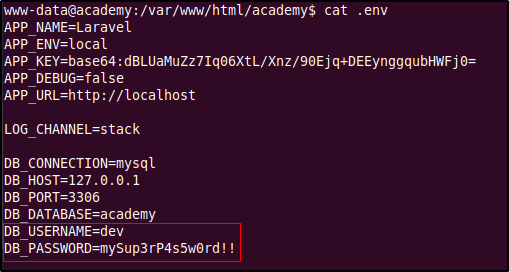 www-data@academy:/var/www/html/academy$ cat .env
APP_NAME=Laravel
APP_ENV=local
APP_KEY=base64:dBLUaMuZz7Iq06XtL/Xnz/90Ejq+DEEynggqubHWFj0=
APP_DEBUG=false
APP_URL=http://localhost
LOG_CHANNEL=stack
DB_CONNECTION=mysql
DB_HOST=127.0.0.1
DB_PORT=3306
DB_DATABASE=academy
DB_USERNAME=dev
DB_PASSWORD=mySup3rP4s5w0rd!!